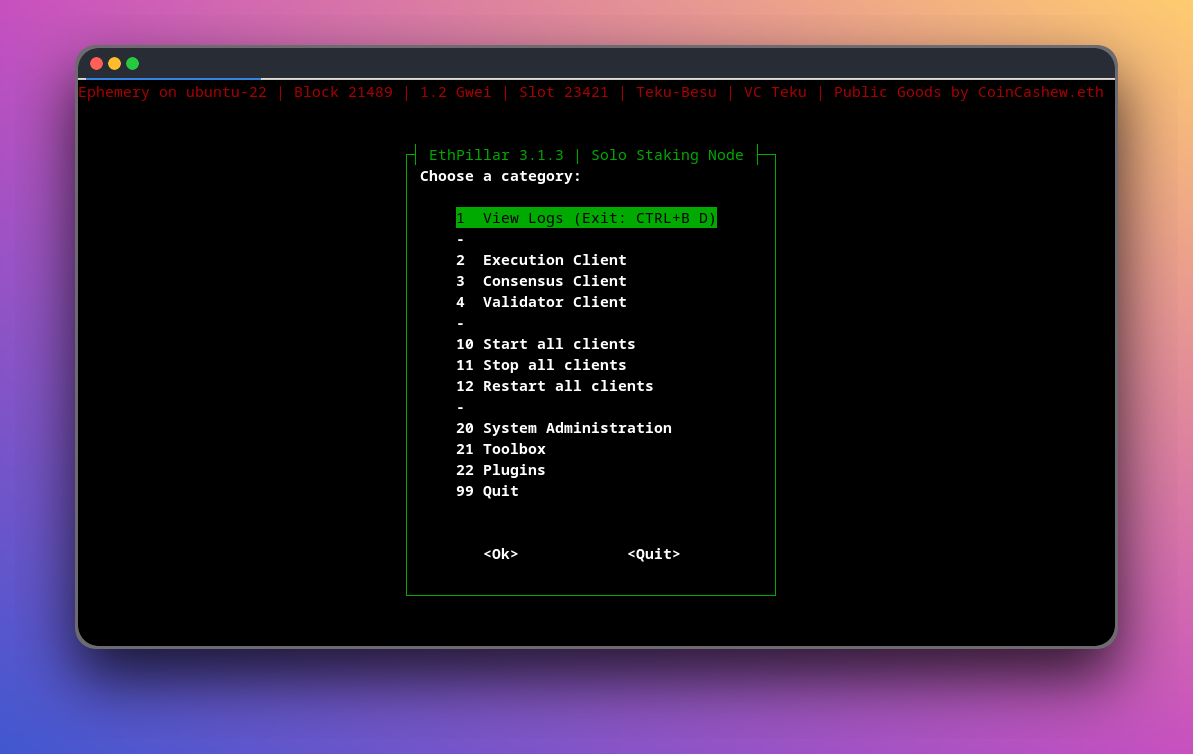 Ephemery on ubuntu-22 | Block 21489 | 1.2 Gwei | Slot 23421 | Teku-Besu | VC Teku | Public Goods by CoinCashew.eth
EthPillar 3.1.3 | Solo Staking Node
Choose a category:
1 View Logs (Exit: CTRL+B D)
-
2 Execution Client
3 Consensus Client
4 Validator Client
-
10 Start all clients
11 Stop all clients
12 Restart all clients
-
20 System Administration
21 Toolbox
22 Plugins
99 Quit
<Ok> <Quit>